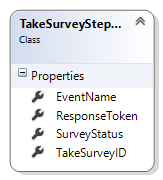 TakeSurveyStep...
Class
Properties
EventName
ResponseToken
SurveyStatus
TakeSurveyID